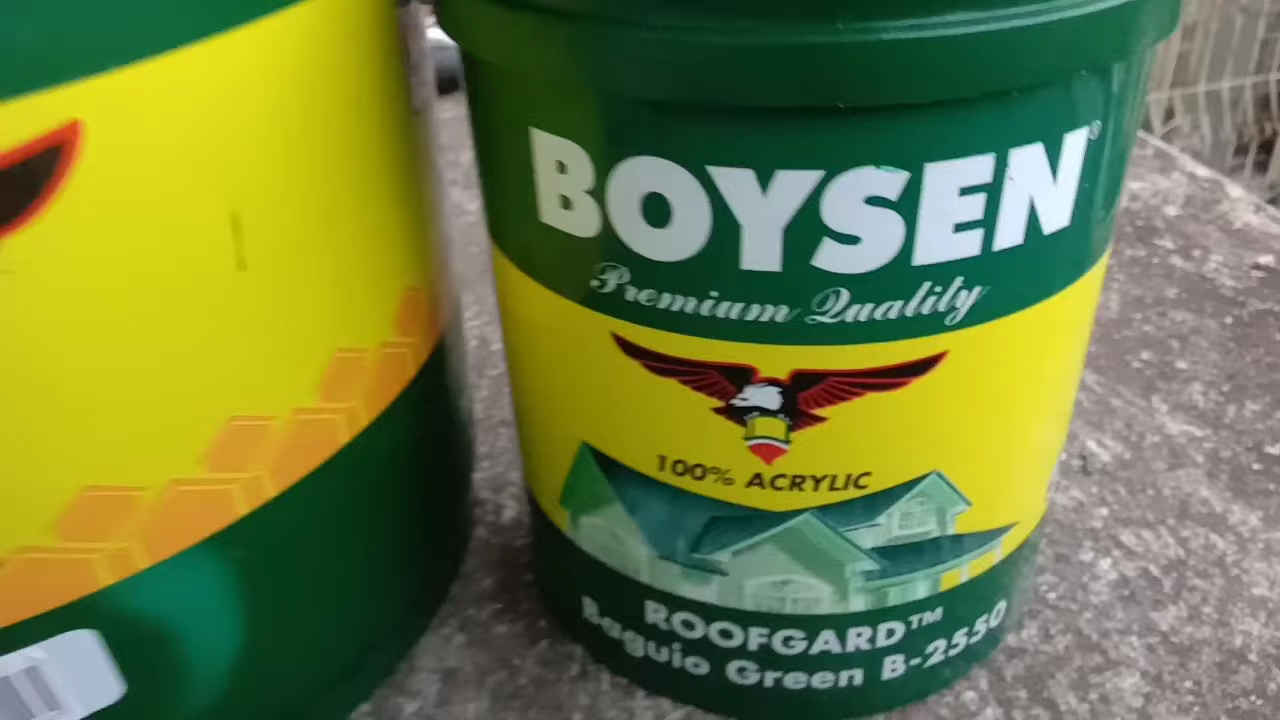 BOYSEN®
Premium Quality
100% ACRYLIC
ROOFGARD™
Baguio Green B-2550